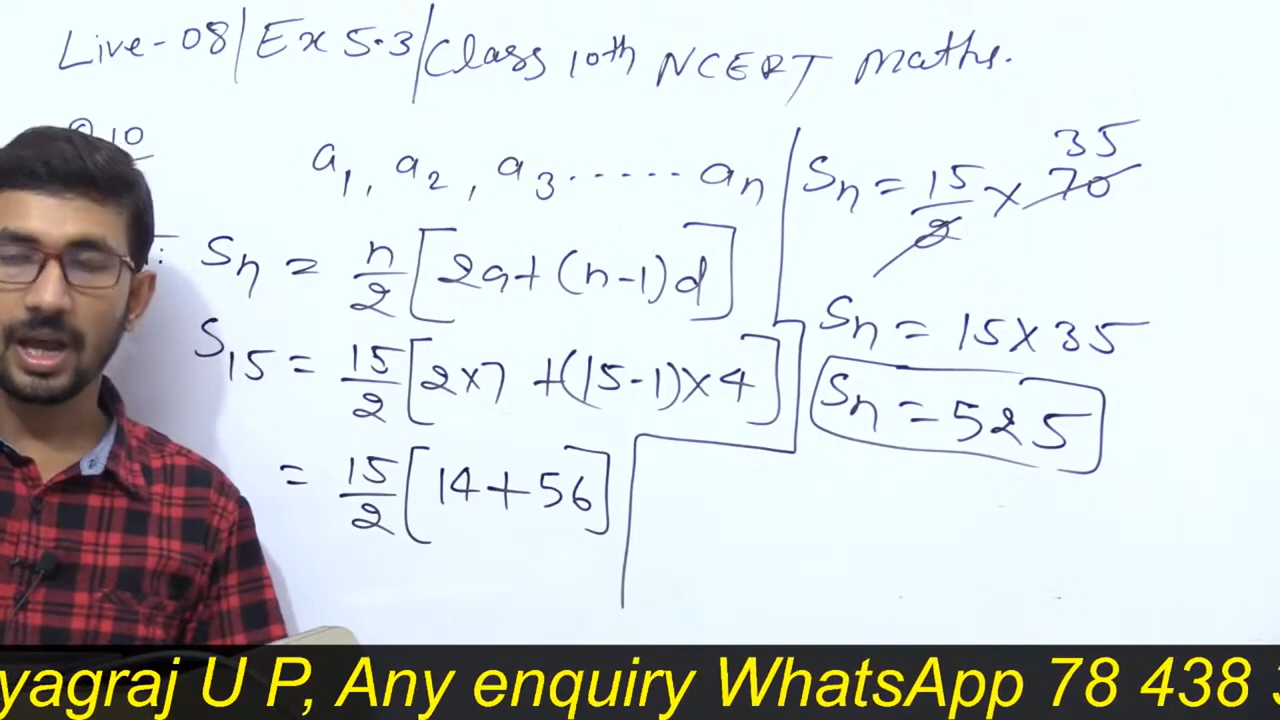 Live-08/Ex 5.3/Class 10th NCERT Maths.
Q 10
a₁, a₂, a₃...... aₙ
Sₙ = n/2 [2a+(n-1)d]
S₁₅ = 15/2 [2×7 +(15-1)×4]
= 15/2 [14+56]
Sₙ = 15/2 × 70
35
Sₙ = 15×35
Sₙ = 525
yagraj U P, Any enquiry WhatsApp 78 438